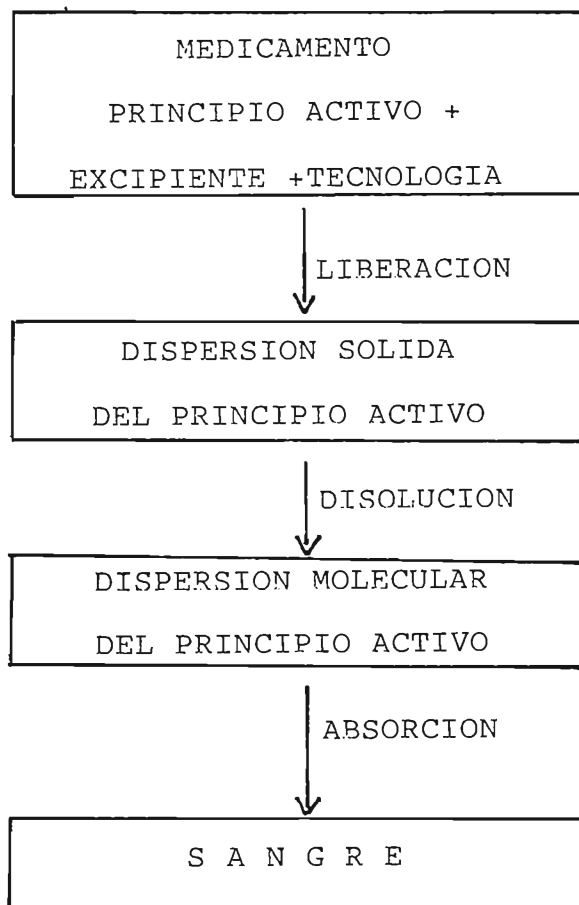 MEDICAMENTO
PRINCIPIO ACTIVO +
EXCIPIENTE +TECNOLOGIA
LIBERACION
DISPERSION SOLIDA
DEL PRINCIPIO ACTIVO
DISOLUCION
DISPERSION MOLECULAR
DEL PRINCIPIO ACTIVO
ABSORCION
S A N G R E